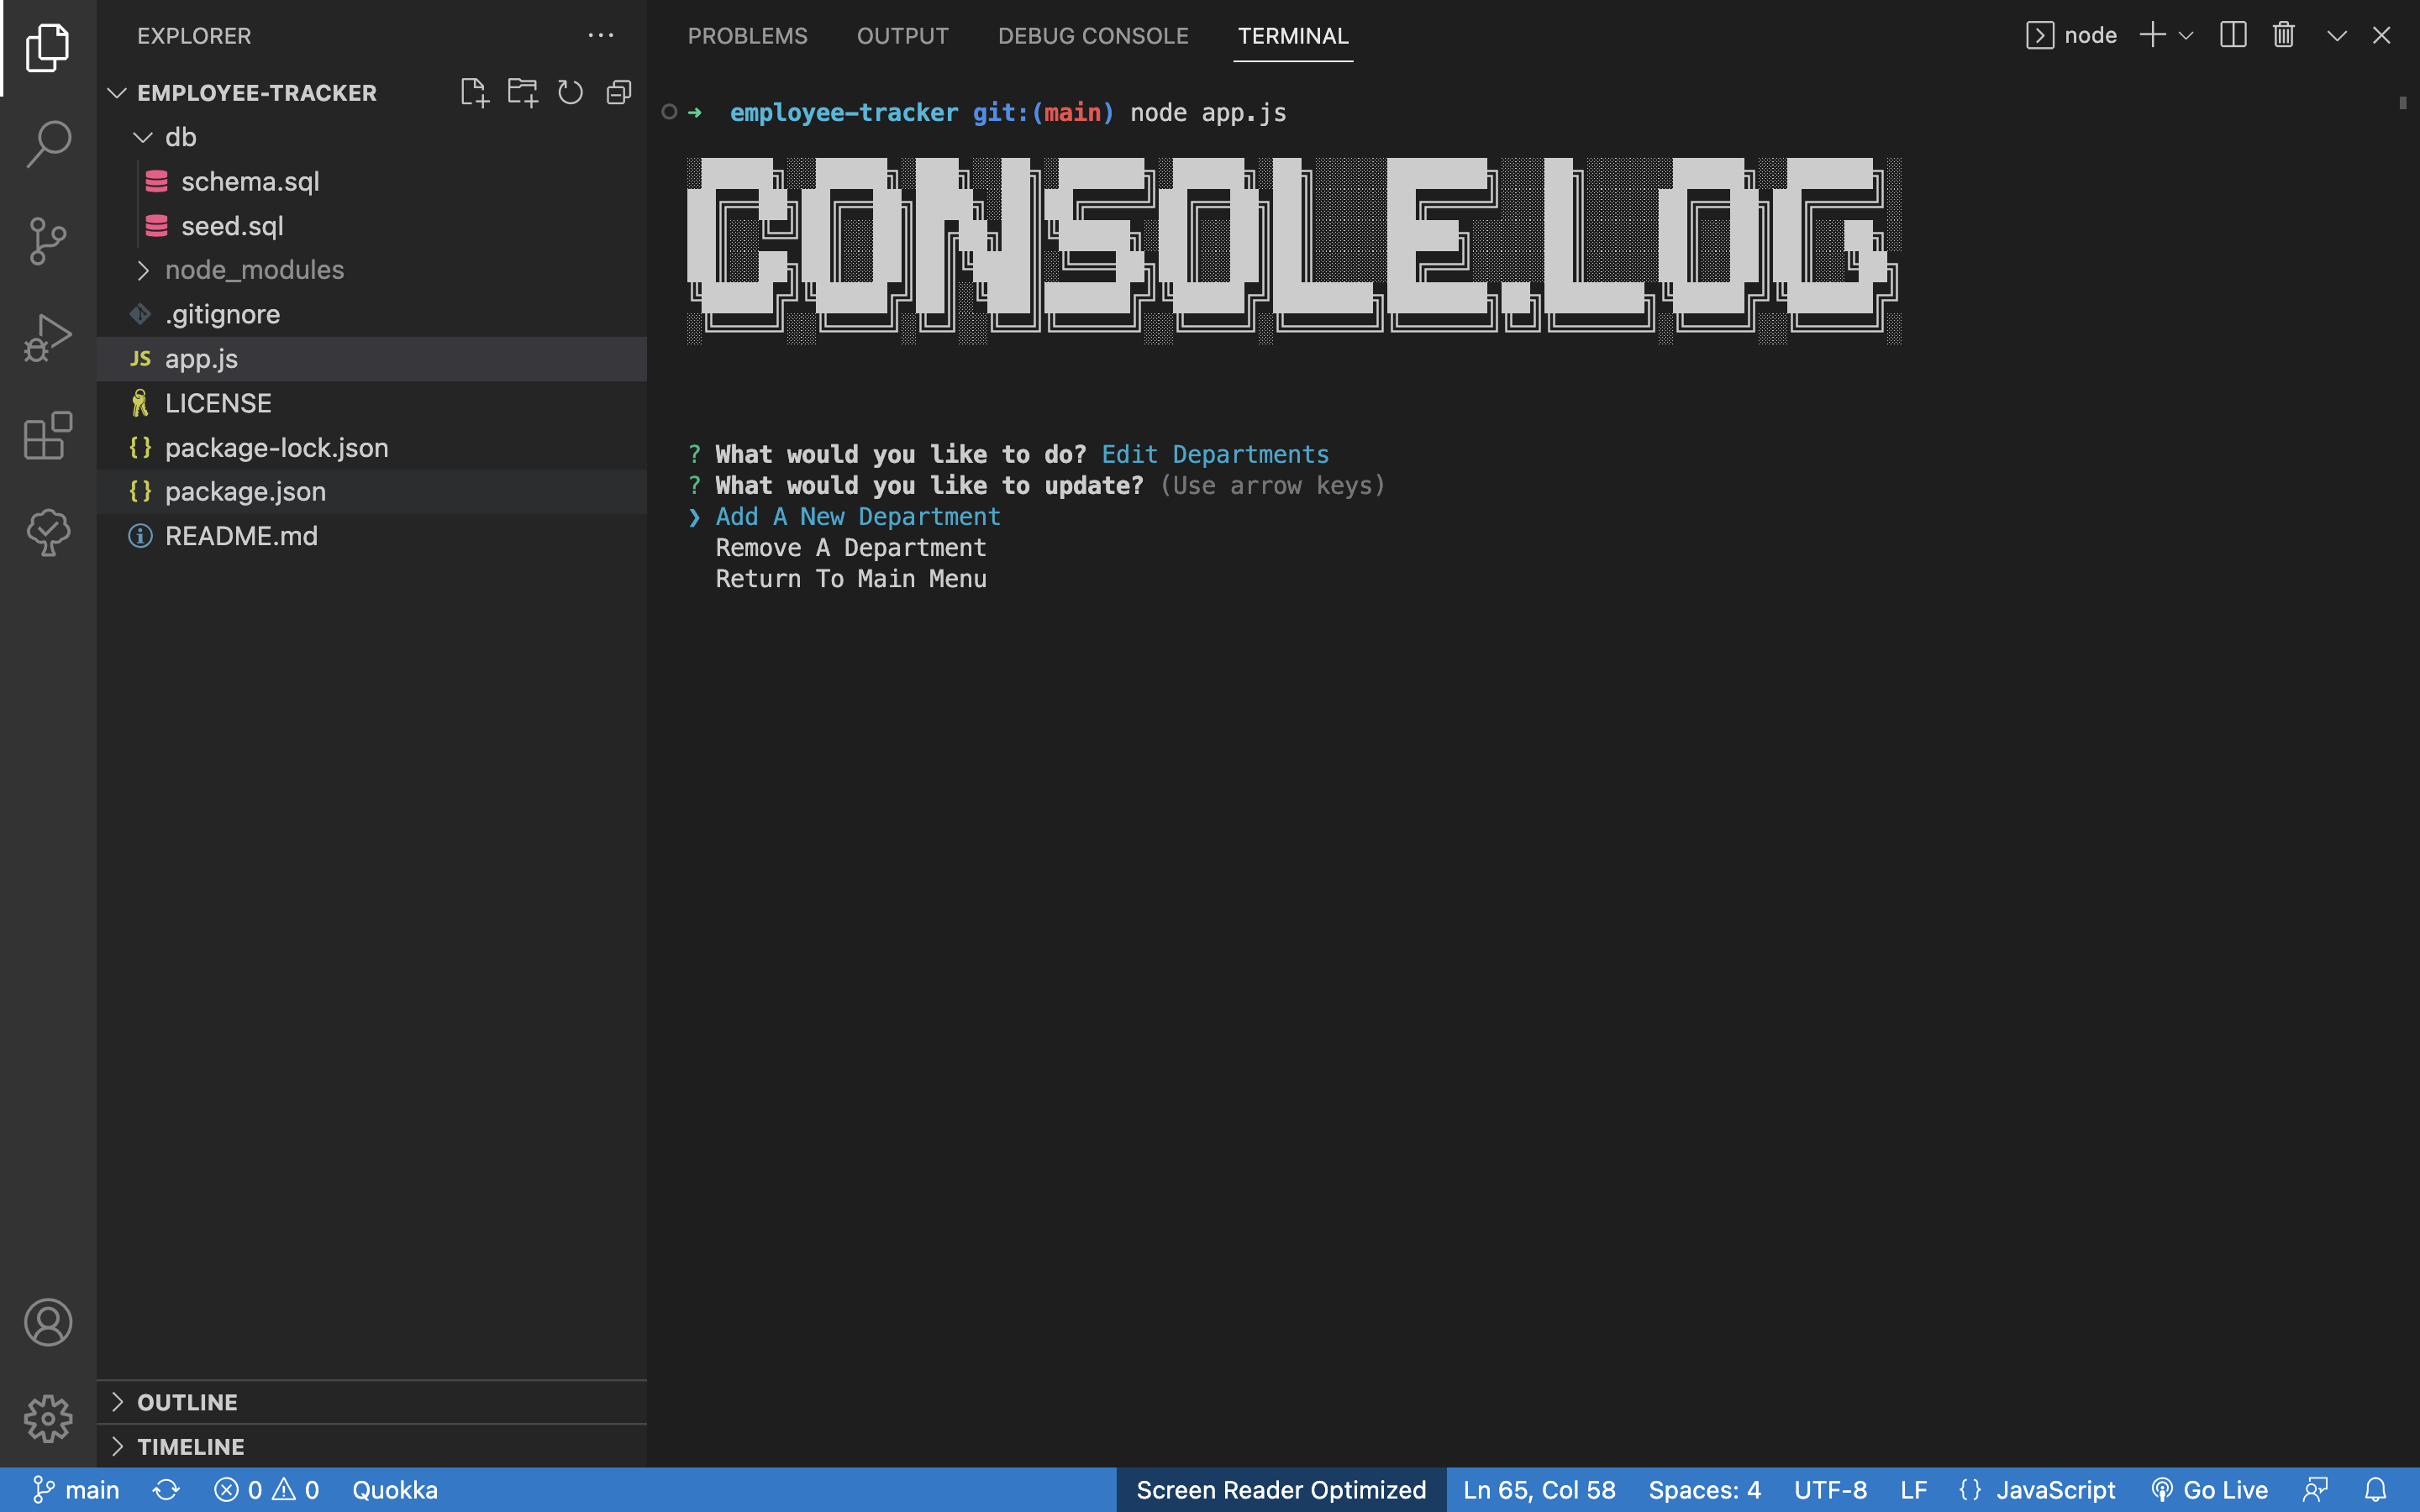 EXPLORER
EMPLOYEE-TRACKER
db
schema.sql
seed.sql
node_modules
.gitignore
JS app.js
LICENSE
{} package-lock.json
{} package.json
README.md
OUTLINE
TIMELINE
PROBLEMS OUTPUT DEBUG CONSOLE TERMINAL
node
➜ employee-tracker git:(main) node app.js
CONSOLE.LOG
? What would you like to do? Edit Departments
? What would you like to update? (Use arrow keys)
❯ Add A New Department
Remove A Department
Return To Main Menu
main 0 0 Quokka Screen Reader Optimized Ln 65, Col 58 Spaces: 4 UTF-8 LF {} JavaScript Go Live